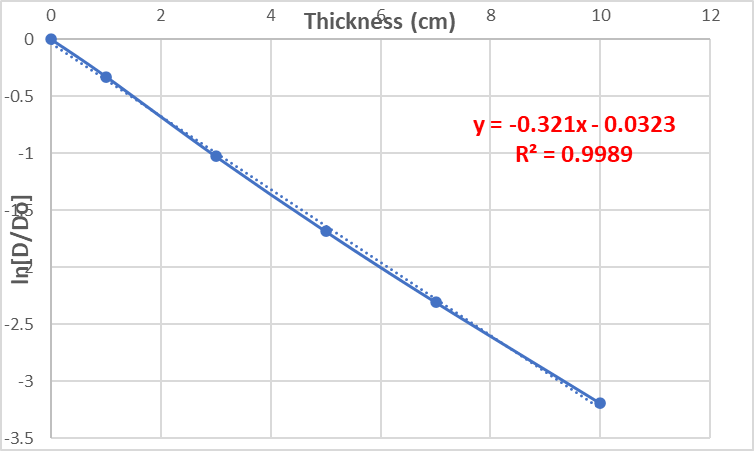 0 2 4 6 8 10 12
Thickness (cm)
0
-0.5
-1
-1.5
-2
-2.5
-3
-3.5
ln[D/Do]
y = -0.321x - 0.0323
R² = 0.9989